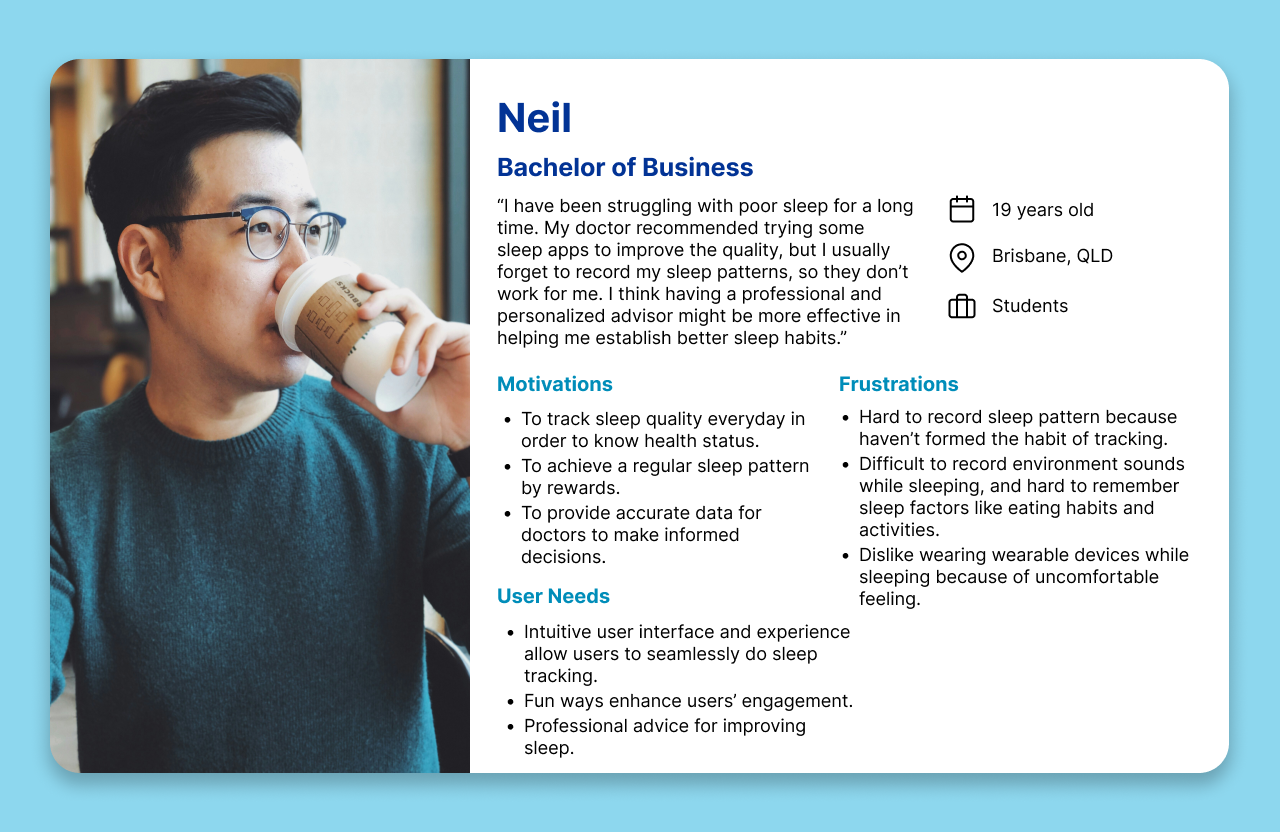 Neil
Bachelor of Business
“I have been struggling with poor sleep for a long
time. My doctor recommended trying some
sleep apps to improve the quality, but I usually
forget to record my sleep patterns, so they don’t
work for me. I think having a professional and
personalized advisor might be more effective in
helping me establish better sleep habits.”
19 years old
Brisbane, QLD
Students
Motivations
• To track sleep quality everyday in
order to know health status.
• To achieve a regular sleep pattern
by rewards.
• To provide accurate data for
doctors to make informed
decisions.
Frustrations
• Hard to record sleep pattern because
haven’t formed the habit of tracking.
• Difficult to record environment sounds
while sleeping, and hard to remember
sleep factors like eating habits and
activities.
• Dislike wearing wearable devices while
sleeping because of uncomfortable
feeling.
User Needs
• Intuitive user interface and experience
allow users to seamlessly do sleep
tracking.
• Fun ways enhance users’ engagement.
• Professional advice for improving
sleep.